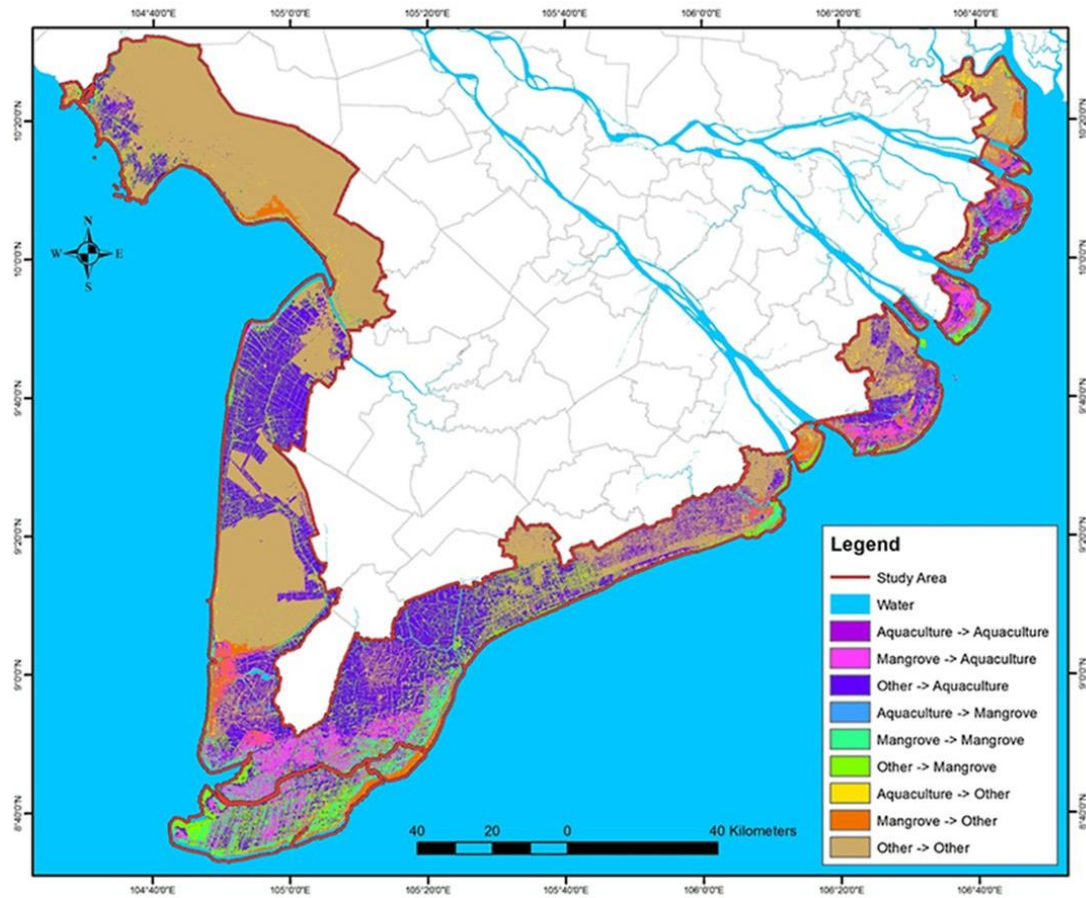 104°40'0"E 105°0'0"E 105°20'0"E 105°40'0"E 106°0'0"E 106°20'0"E 106°40'0"E
10°20'0"N 10°20'0"N
N
W E
S
10°0'0"N 10°0'0"N
9°40'0"N 9°40'0"N
9°20'0"N 9°20'0"N
9°0'0"N 9°0'0"N
8°40'0"N 8°40'0"N
Legend
Study Area
Water
Aquaculture -> Aquaculture
Mangrove -> Aquaculture
Other -> Aquaculture
Aquaculture -> Mangrove
Mangrove -> Mangrove
Other -> Mangrove
Aquaculture -> Other
Mangrove -> Other
Other -> Other
40 20 0 40 Kilometers
104°40'0"E 105°0'0"E 105°20'0"E 105°40'0"E 106°0'0"E 106°20'0"E 106°40'0"E